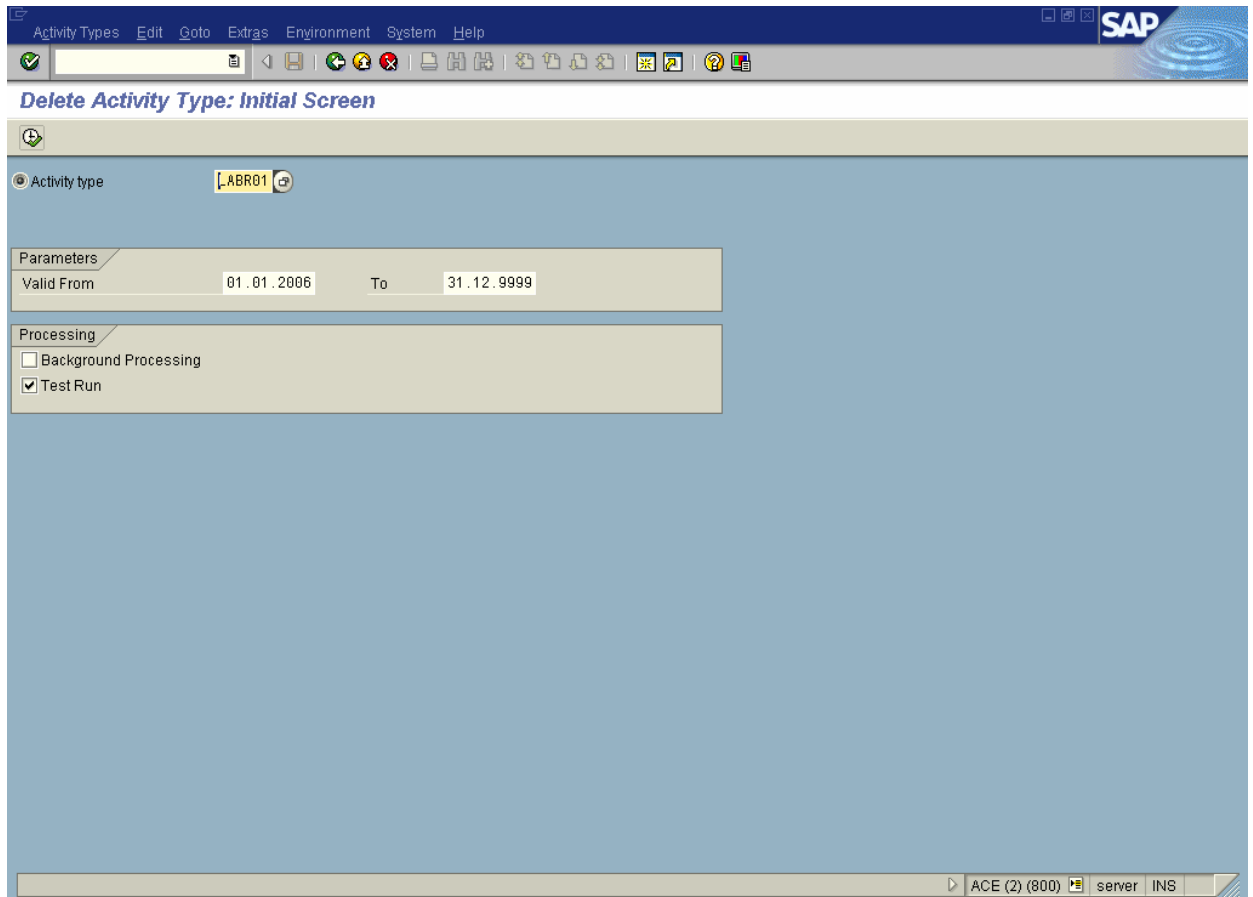 Activity Types Edit Goto Extras Environment System Help
SAP
Delete Activity Type: Initial Screen
Activity type LABR01
Parameters
Valid From 01.01.2006 To 31.12.9999
Processing
Background Processing
Test Run
ACE (2) (800) server INS